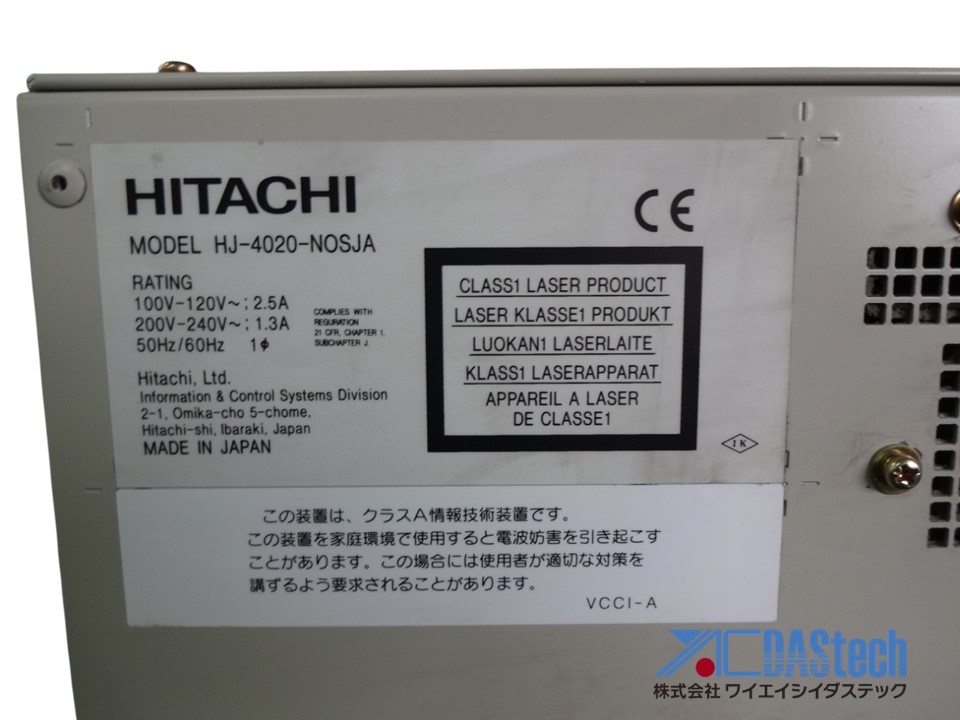 HITACHI
CE
MODEL HJ-4020-NOSJA
RATING
100V-120V~; 2.5A
200V-240V~; 1.3A
50Hz/60Hz 1φ
COMPLIES WITH
REGURATION
21 CFR, CHAPTER 1,
SUBCHAPTER J.
Hitachi, Ltd.
Information & Control Systems Division
2-1, Omika-cho 5-chome,
Hitachi-shi, Ibaraki, Japan
MADE IN JAPAN
CLASS1 LASER PRODUCT
LASER KLASSE1 PRODUKT
LUOKAN1 LASERLAITE
KLASS1 LASERAPPARAT
APPAREIL A LASER
DE CLASSE1
IK
この装置は、クラスA情報技術装置です。
この装置を家庭環境で使用すると電波妨害を引き起こす
ことがあります。この場合には使用者が適切な対策を
講ずるよう要求されることがあります。
VCCI-A
YAC DAStech
株式会社 ワイエイシイダステック